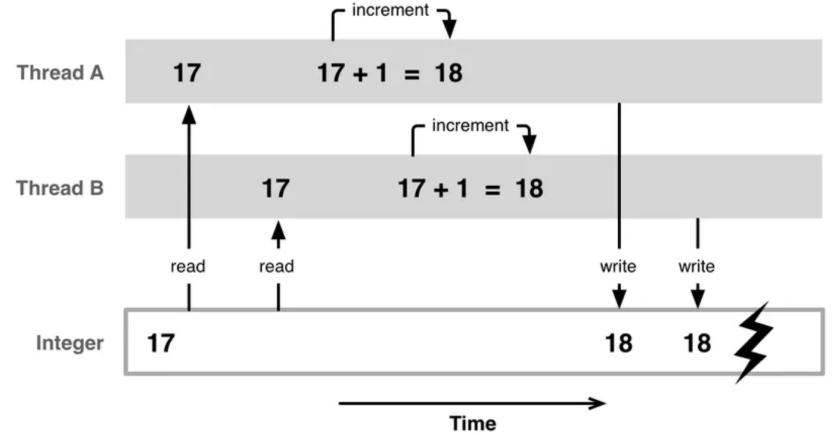 increment
Thread A
17
17 + 1 = 18
increment
Thread B
17
17 + 1 = 18
read
read
write
write
Integer
17
18
18
Time